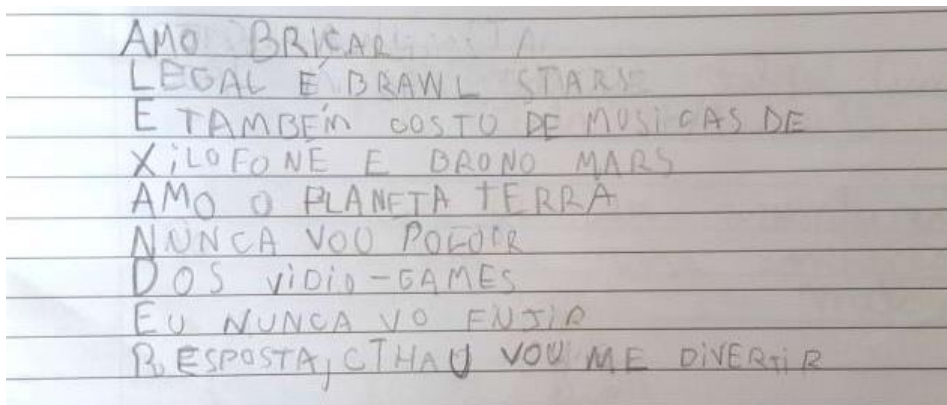 AMO BRICAR
LEGAL É BRAWL STARS
E TAMBÉM GOSTO DE MUSICAS DE
XILOFONE E BRONO MARS
AMO O PLANETA TERRA
NUNCA VOU
DOS VIDIO-GAMES
EU NUNCA VO
RESPOSTA, CTHAU VOU ME DIVERTIR